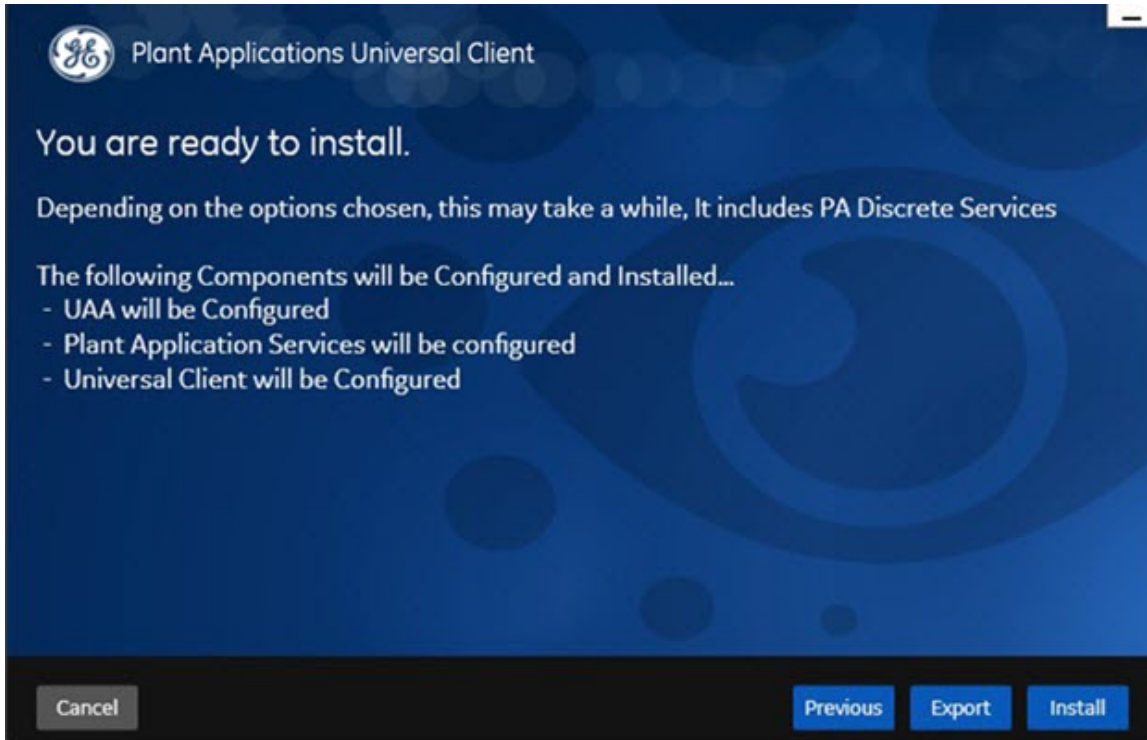 GE Plant Applications Universal Client
You are ready to install.
Depending on the options chosen, this may take a while, It includes PA Discrete Services
The following Components will be Configured and Installed...
- UAA will be Configured
- Plant Application Services will be configured
- Universal Client will be Configured
Cancel Previous Export Install